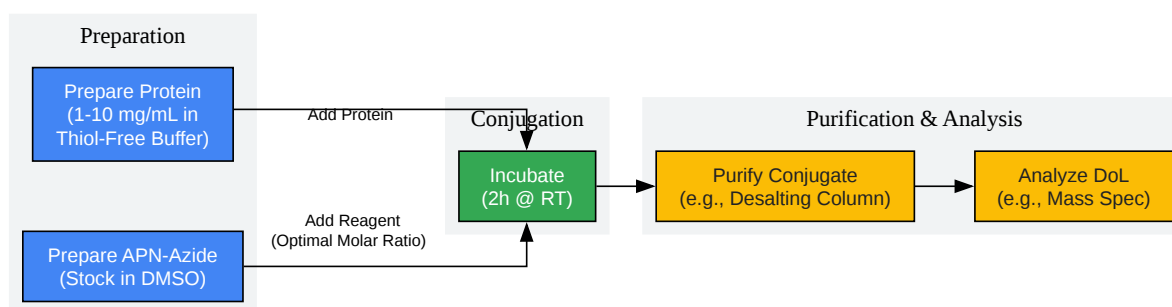 Preparation
Prepare Protein
(1-10 mg/mL in
Thiol-Free Buffer)
Add Protein
Prepare APN-Azide
(Stock in DMSO)
Add Reagent
(Optimal Molar Ratio)
Conjugation
Incubate
(2h @ RT)
Purification & Analysis
Purify Conjugate
(e.g., Desalting Column)
Analyze DoL
(e.g., Mass Spec)